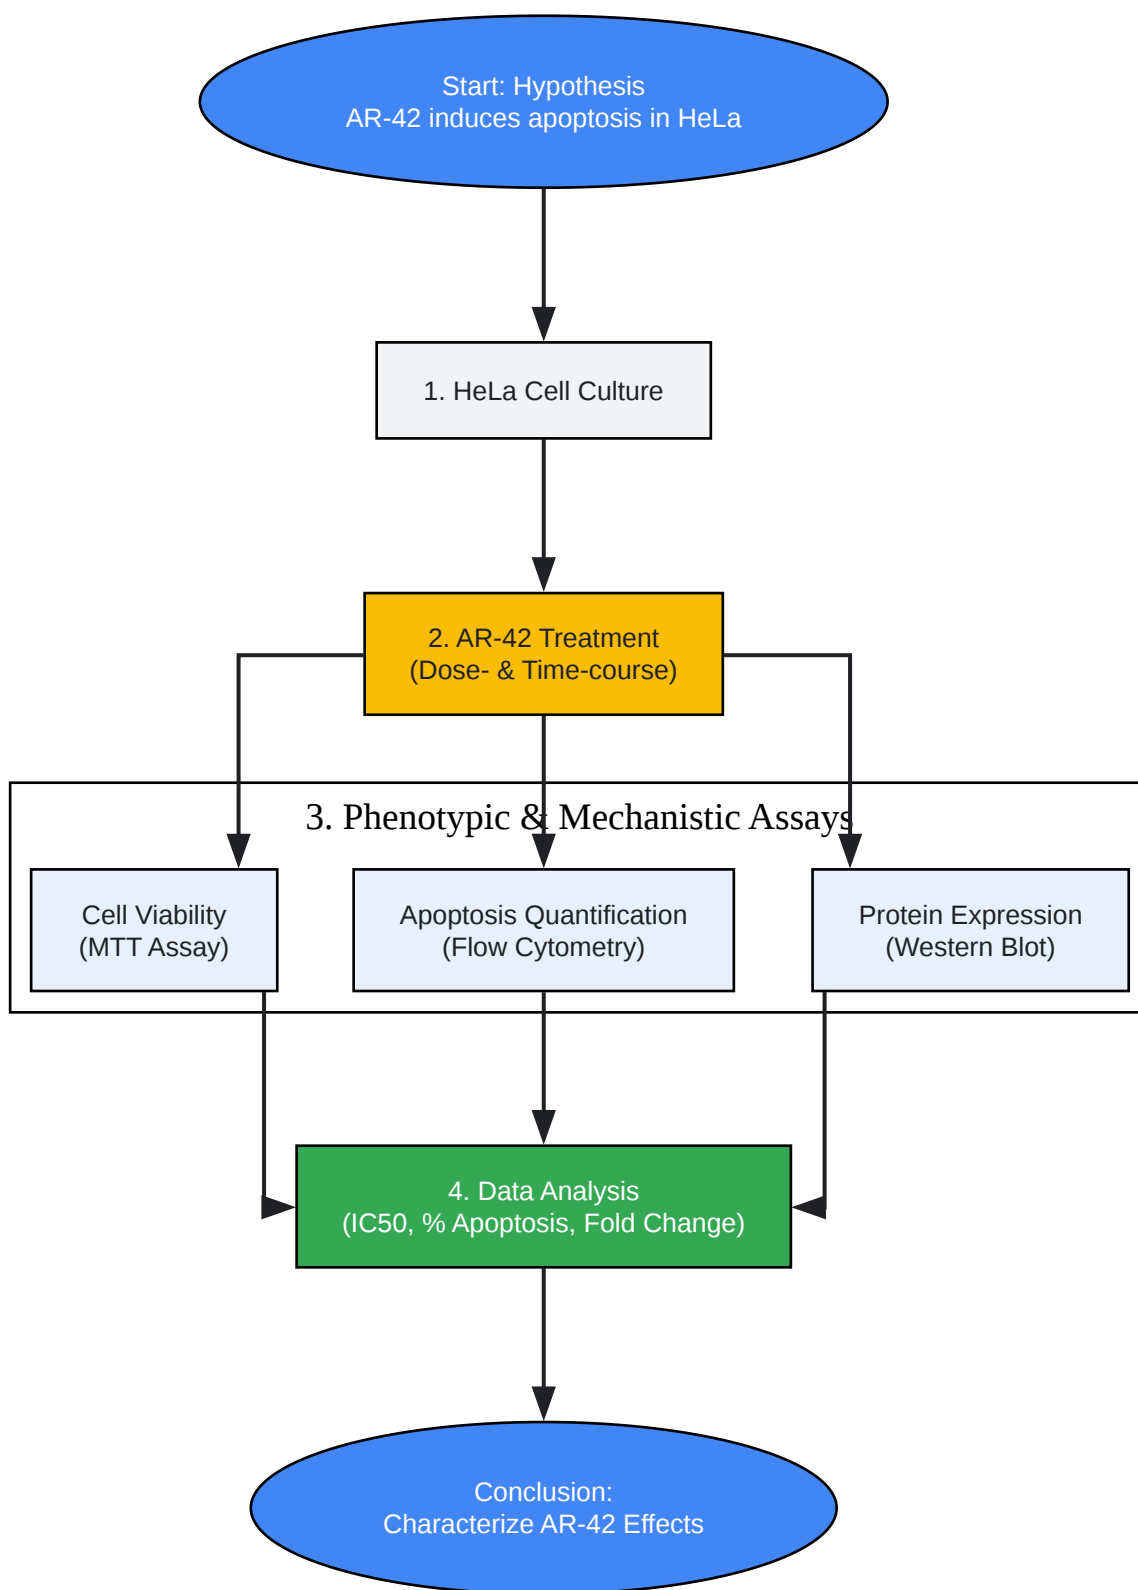 Start: Hypothesis
AR-42 induces apoptosis in HeLa
1. HeLa Cell Culture
2. AR-42 Treatment
(Dose- & Time-course)
3. Phenotypic & Mechanistic Assays
Cell Viability
(MTT Assay)
Apoptosis Quantification
(Flow Cytometry)
Protein Expression
(Western Blot)
4. Data Analysis
(IC50, % Apoptosis, Fold Change)
Conclusion:
Characterize AR-42 Effects